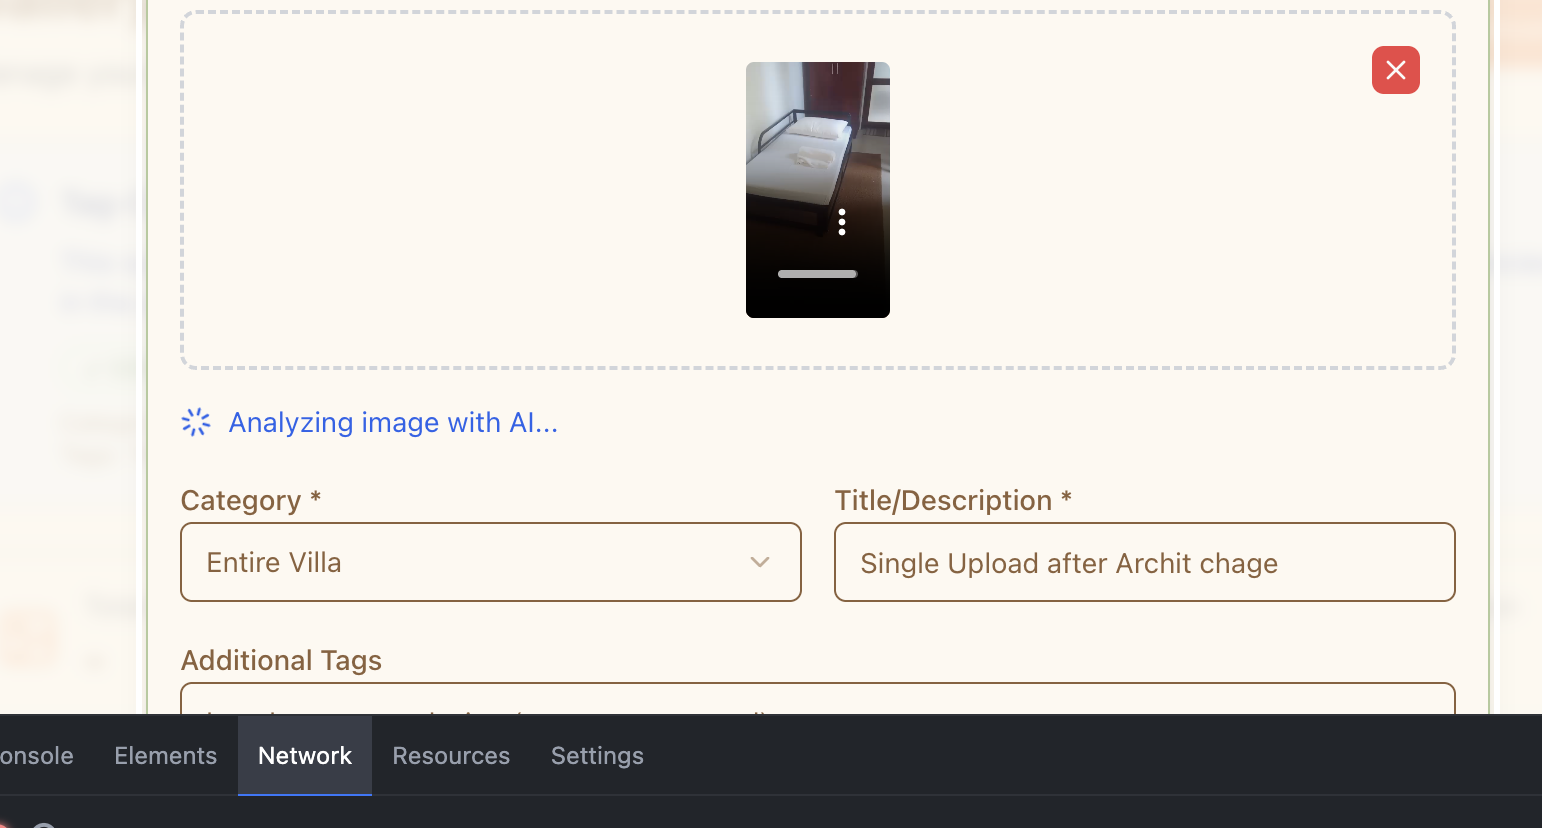 Analyzing image with AI...
Category *
Title/Description *
Entire Villa
Single Upload after Archit chage
Additional Tags
onsole
Elements
Network
Resources
Settings